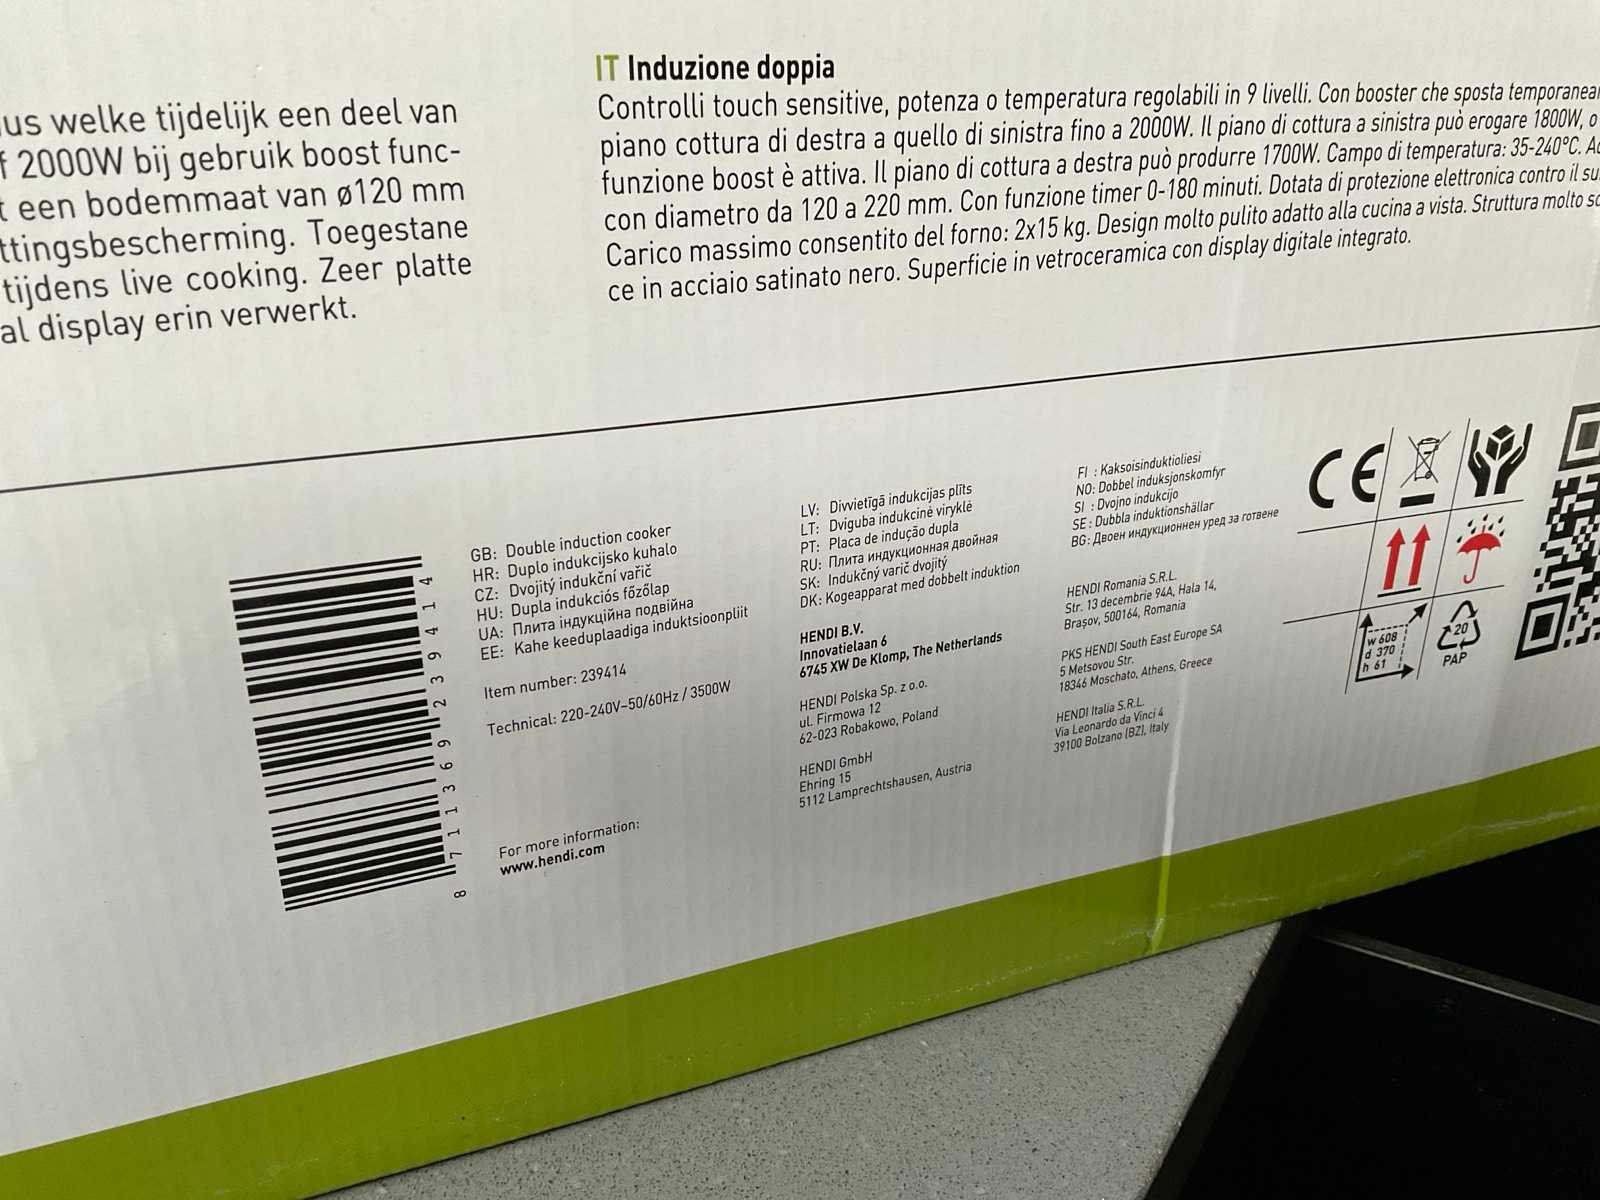 us welke tijdelijk een deel van
f 2000W bij gebruik boost func-
t een bodemmaat van ø120 mm
ttingsbescherming. Toegestane
tijdens live cooking. Zeer platte
al display erin verwerkt.
IT Induzione doppia
Controlli touch sensitive, potenza o temperatura regolabili in 9 livelli. Con booster che sposta
piano cottura di destra a quello di sinistra fino a 2000W. Il piano di cottura a sinistra può erogare 1800W, o
funzione boost è attiva. Il piano di cottura a destra può produrre 1700W. Campo di temperatura: 35-240°C.
con diametro da 120 a 220 mm. Con funzione timer 0-180 minuti. Dotata di protezione elettronica contro il
Carico massimo consentito del forno: 2x15 kg. Design molto pulito adatto alla cucina a vista. Struttura molto
ce in acciaio satinato nero. Superficie in vetroceramica con display digitale integrato.
8 711369 239414
GB: Double induction cooker
HR: Duplo indukcijsko kuhalo
CZ: Dvojitý indukční vařič
HU: Dupla indukciós főzőlap
UA: Плита індукційна подвійна
EE: Kahe keeduplaadiga induktsioonpliit
Item number: 239414
Technical: 220-240V~50/60Hz / 3500W
For more information:
www.hendi.com
LV: Divvietīgā indukcijas plīts
LT: Dviguba indukcinė viryklė
PT: Placa de indução dupla
RU: Плита индукционная двойная
SK: Indukčný varič dvojitý
DK: Kogeapparat med dobbelt induktion
HENDI B.V.
Innovatielaan 6
6745 XW De Klomp, The Netherlands
HENDI Polska Sp. z o.o.
ul. Firmowa 12
62-023 Robakowo, Poland
HENDI GmbH
Ehring 15
5112 Lamprechtshausen, Austria
FI : Kaksoisinduktioliesi
NO: Dobbel induksjonskomfyr
SI : Dvojno indukcijo
SE: Dubbla induktionshällar
BG: Двоен индукционнен уред за готвене
HENDI Romania S.R.L.
Str. 13 decembrie 94A, Hala 14,
Brașov, 500164, Romania
PKS HENDI South East Europe SA
5 Metsovou Str.
18346 Moschato, Athens, Greece
HENDI Italia S.R.L.
Via Leonardo da Vinci 4
39100 Bolzano (BZ), Italy
CE
w 608
d 370
h 61
20
PAP